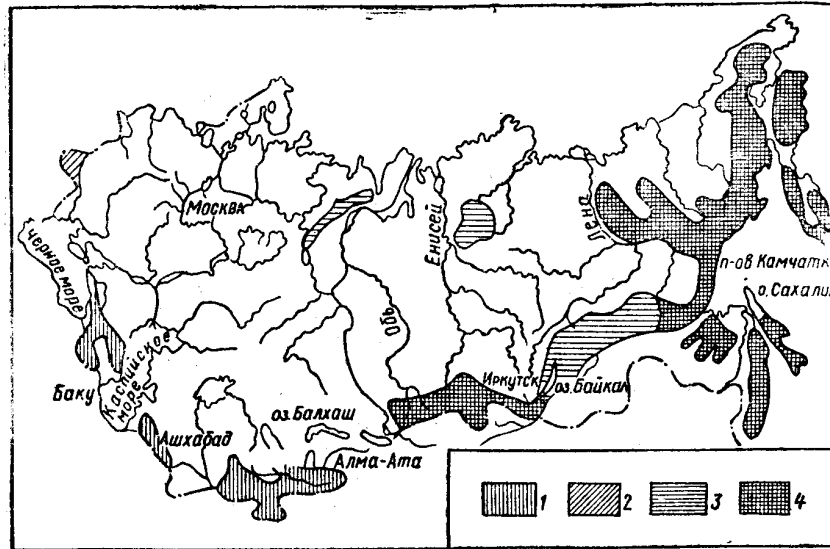 Москва
Черное море
Баку
Каспийское море
Ашхабад
оз. Балхаш
Алма-Ата
Обь
Енисей
Лена
Иркутск
оз. Байкал
п-ов Камчатка
о. Сахалин
1
2
3
4